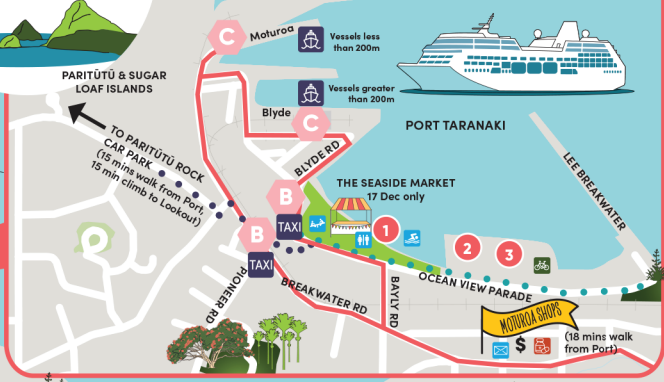 C
Moturoa
Vessels less
than 200m
PARITŪTŪ & SUGAR
LOAF ISLANDS
Vessels greater
than 200m
Blyde
C
PORT TARANAKI
TO PARITŪTŪ ROCK
CAR PARK
(15 mins walk from Port,
15 min climb to Lookout)
BLYDE RD
LEE BREAKWATER
THE SEASIDE MARKET
17 Dec only
B
TAXI
1
B
TAXI
2
3
OCEAN VIEW PARADE
PIONEER RD
BREAKWATER RD
BAYLY RD
MOTUROA SHOPS
$
(18 mins walk
from Port)